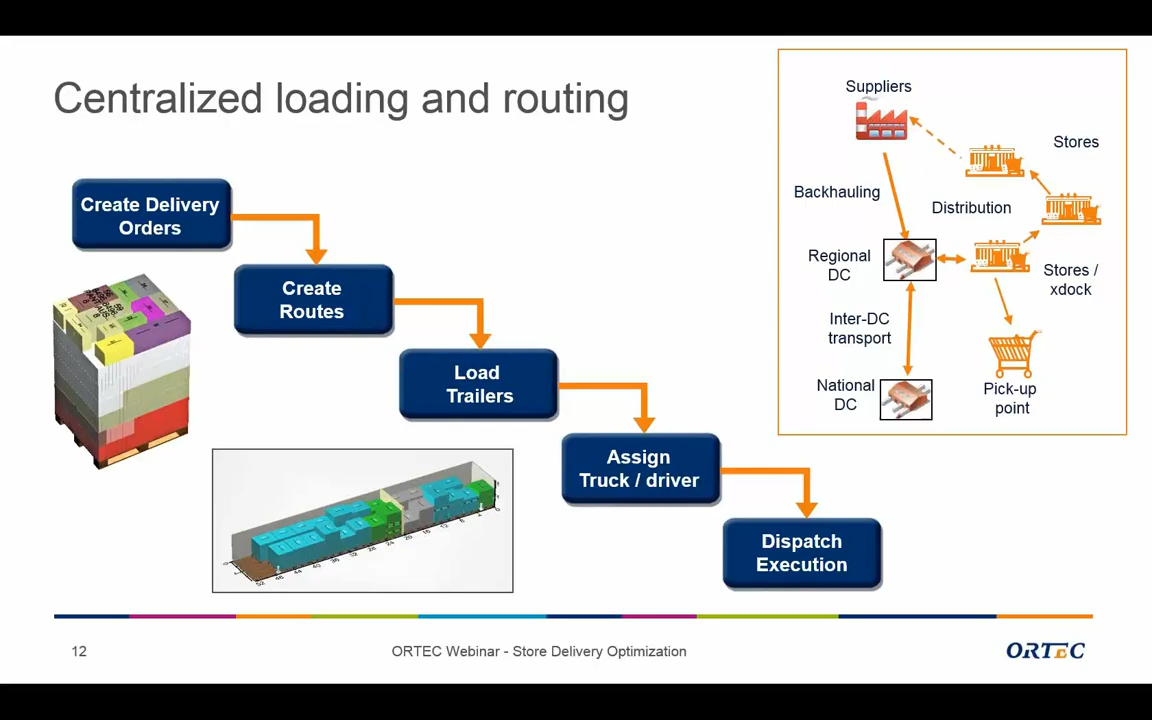 Centralized loading and routing
Create Delivery
Orders
Create
Routes
Load
Trailers
Assign
Truck / driver
Dispatch
Execution
Suppliers
Stores
Backhauling
Distribution
Regional
DC
Stores /
xdock
Inter-DC
transport
National
DC
Pick-up
point
12
ORTEC Webinar - Store Delivery Optimization
ORTEC